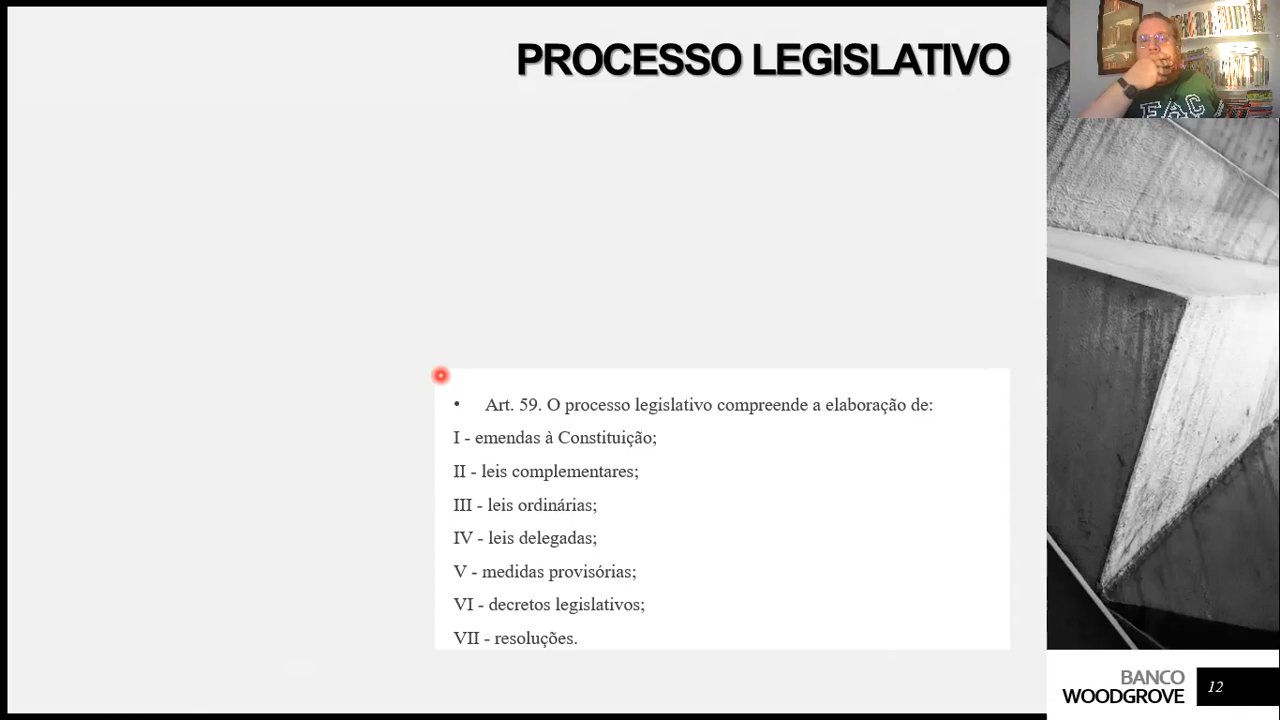 PROCESSO LEGISLATIVO
• Art. 59. O processo legislativo compreende a elaboração de:
I - emendas à Constituição;
II - leis complementares;
III - leis ordinárias;
IV - leis delegadas;
V - medidas provisórias;
VI - decretos legislativos;
VII - resoluções.
BANCO
WOODGROVE
12